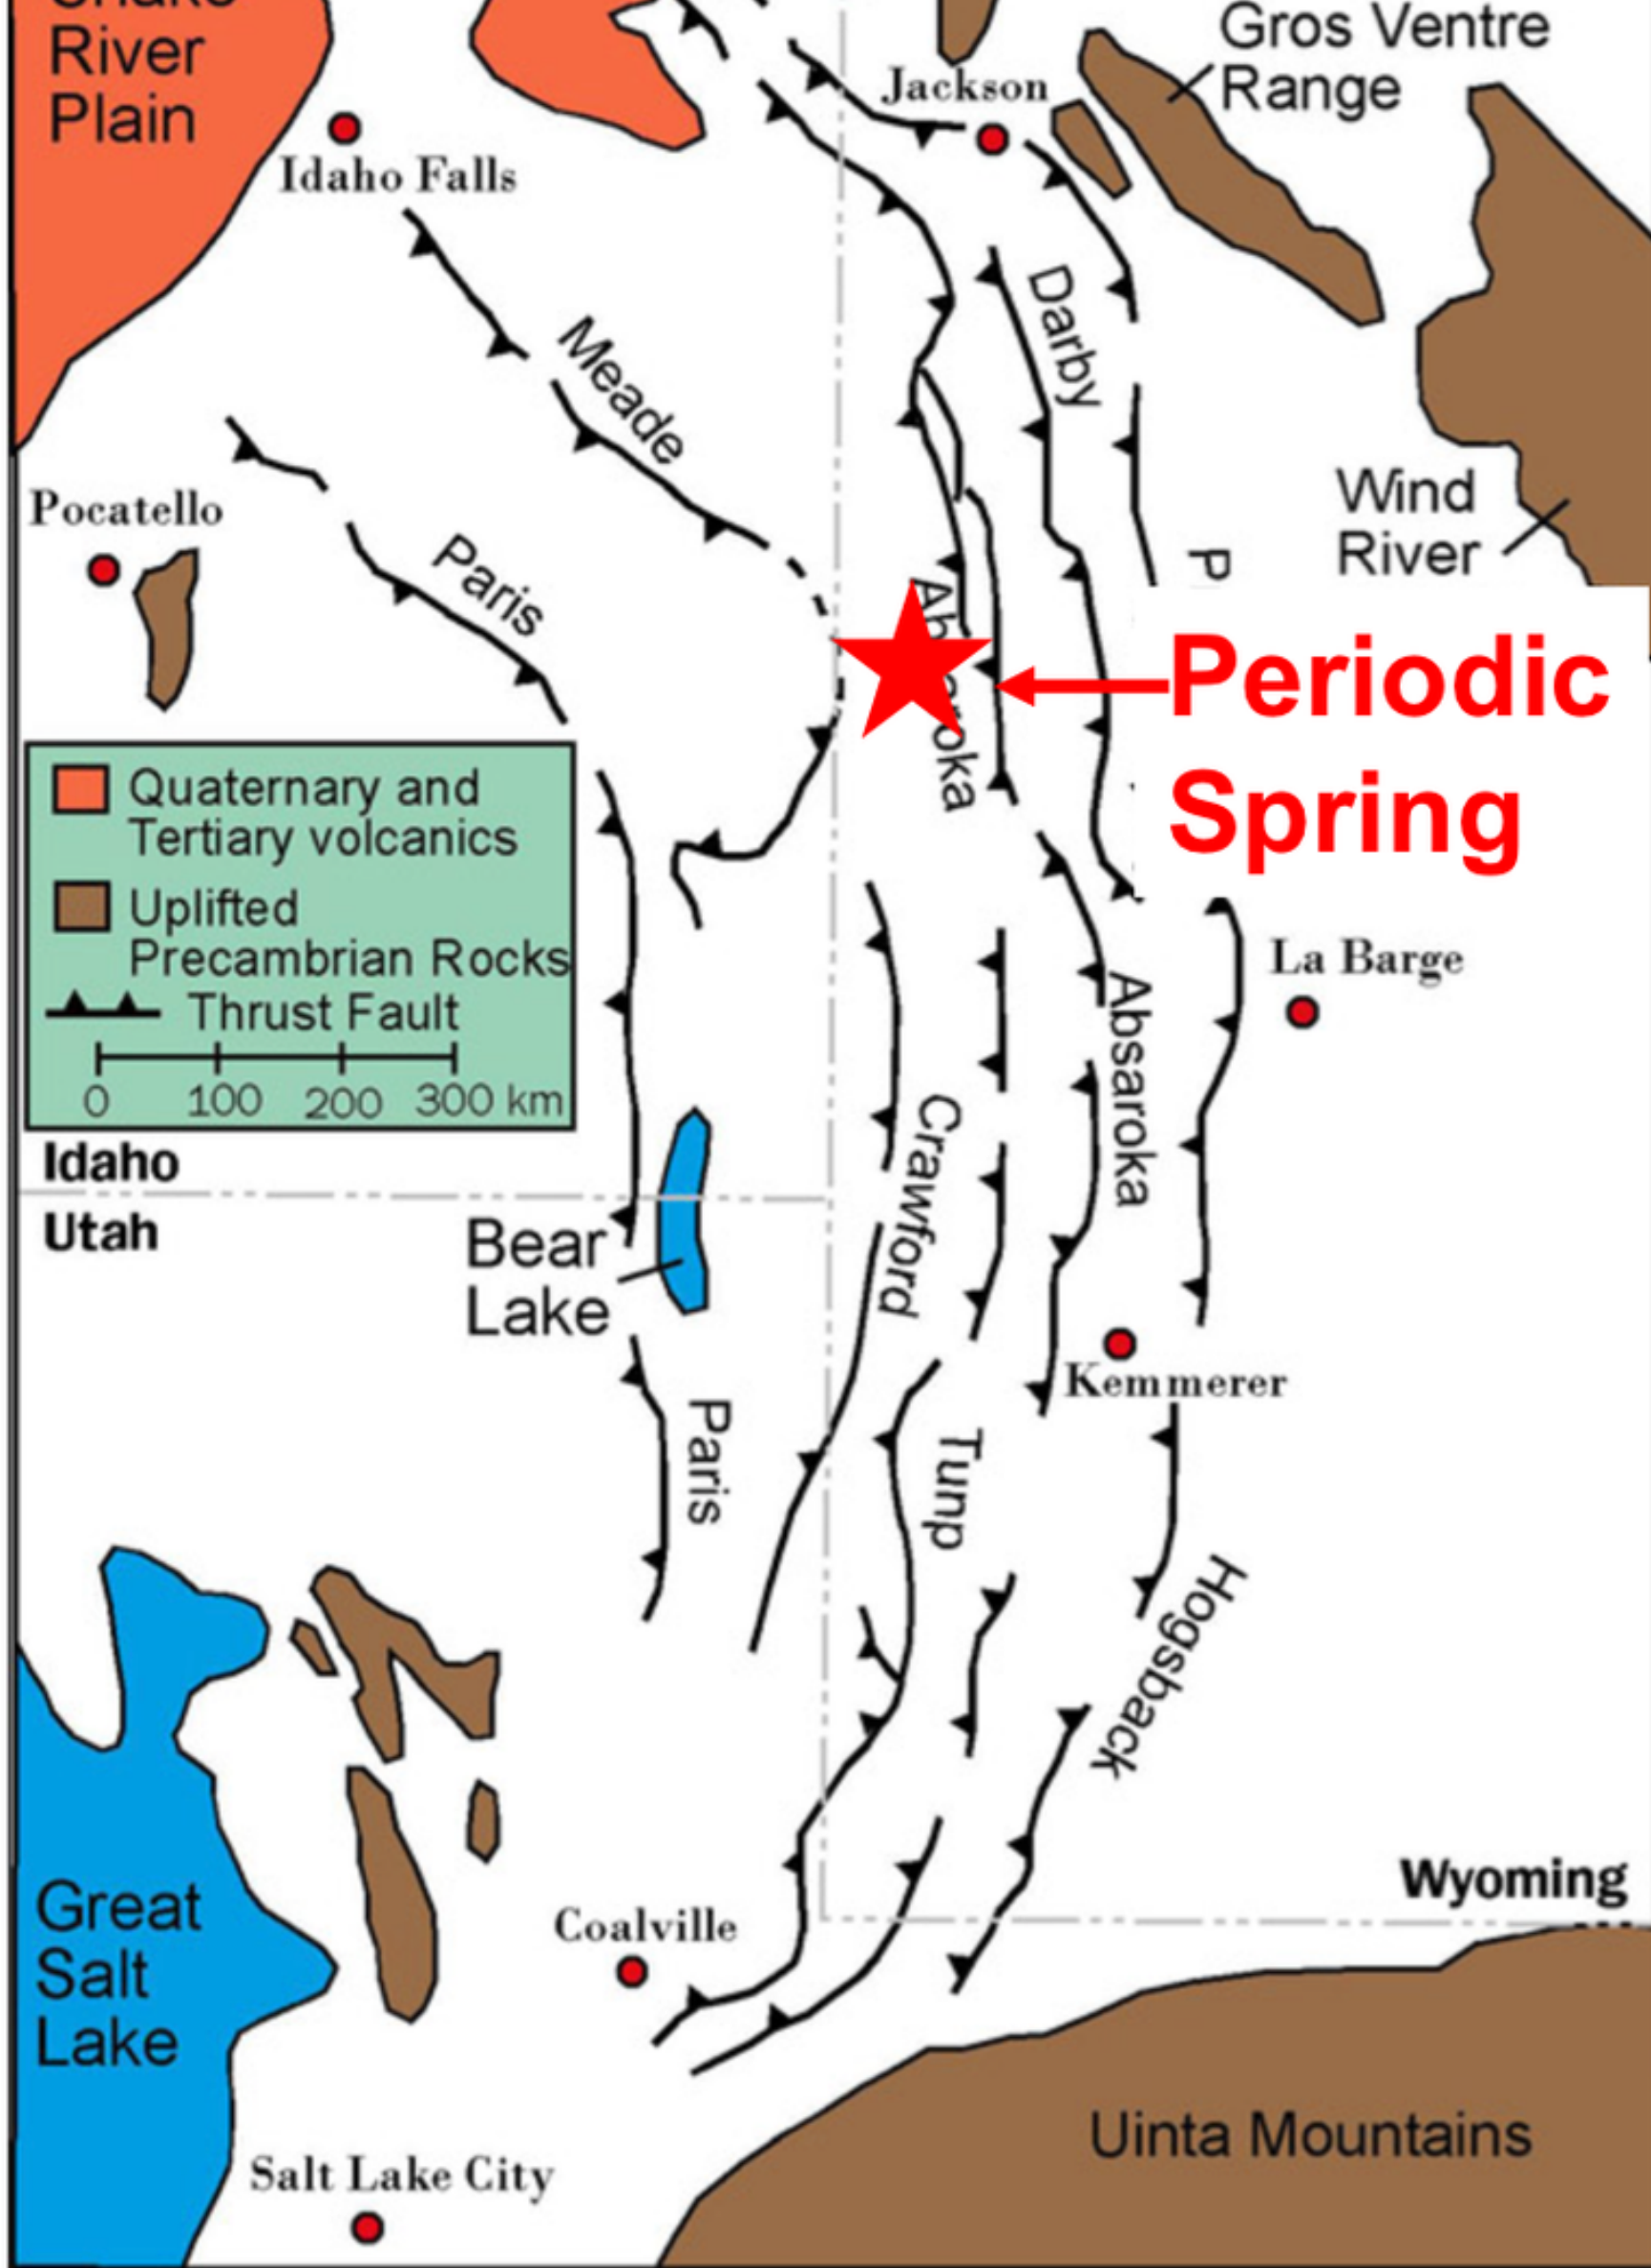 River
Plain
Gros Ventre
Range
Jackson
Idaho Falls
Darby
Meade
Pocatello
Paris
Wind
River
P
Periodic
Spring
Quaternary and
Tertiary volcanics
Uplifted
Precambrian Rocks
Thrust Fault
0 100 200 300 km
La Barge
Absaroka
Crawford
Idaho
Utah
Bear
Lake
Kemmerer
Paris
Tunp
Hogsback
Wyoming
Great
Salt
Lake
Coalville
Salt Lake City
Uinta Mountains